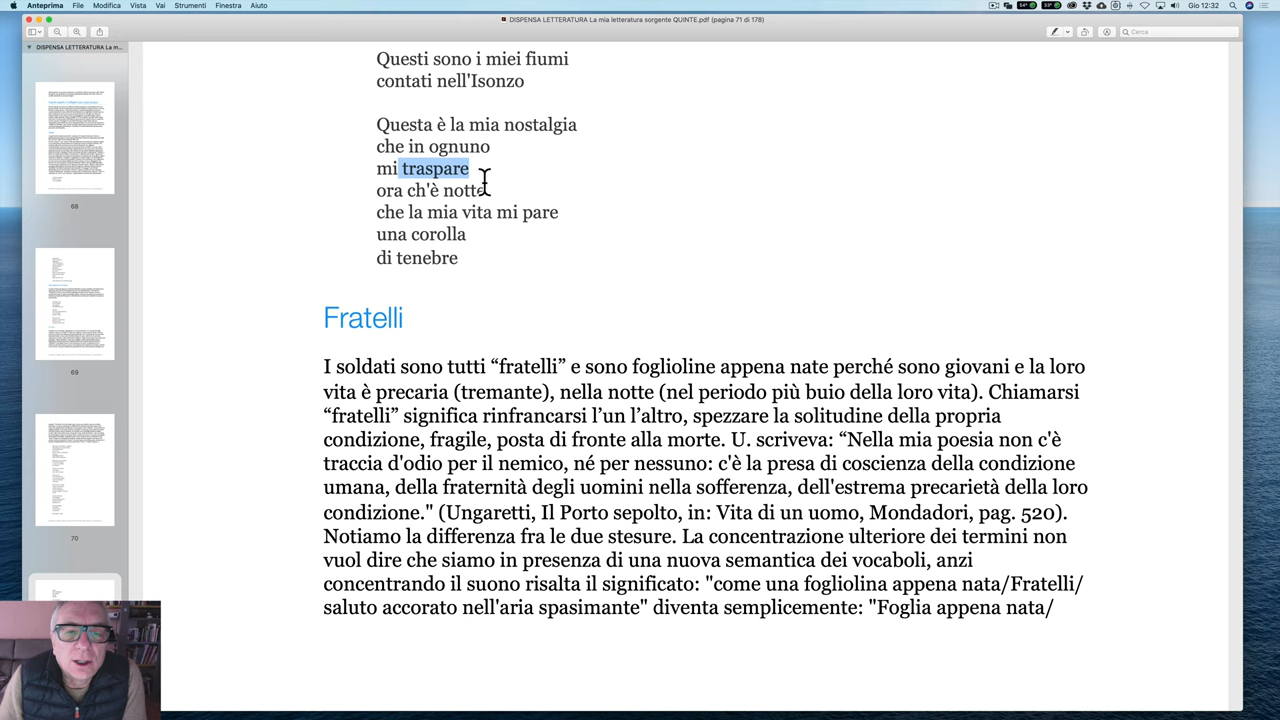 Anteprima File Modifica Vista Vai Strumenti Finestra Aiuto
54° 33° Gio 12:32
DISPENSA LETTERATURA La mia letteratura sorgente QUINTE.pdf (pagina 71 di 178)
Cerca
DISPENSA LETTERATURA La m...
68
69
70
Questi sono i miei fiumi
contati nell'Isonzo
Questa è la mia nostalgia
che in ognuno
mi traspare
ora ch'è notte
che la mia vita mi pare
una corolla
di tenebre
Fratelli
I soldati sono tutti “fratelli” e sono foglioline appena nate perché sono giovani e la loro
vita è precaria (tremante), nella notte (nel periodo più buio della loro vita). Chiamarsi
“fratelli” significa rinfrancarsi l’un l’altro, spezzare la solitudine della propria
condizione, fragile, posta di fronte alla morte. U. scriveva: “Nella mia poesia non c'è
traccia d'odio per il nemico, né per nessuno: c'è la presa di coscienza della condizione
umana, della fraternità degli uomini nella sofferenza, dell'estrema precarietà della loro
condizione." (Ungaretti, Il Porto sepolto, in: Vita di un uomo, Mondadori, pag. 520).
Notiamo la differenza fra le due stesure. La concentrazione ulteriore dei termini non
vuol dire che siamo in presenza di una nuova semantica dei vocaboli, anzi
concentrando il suono risalta il significato: "come una fogliolina appena nata/Fratelli/
saluto accorato nell'aria spasimante" diventa semplicemente: "Foglia appena nata/